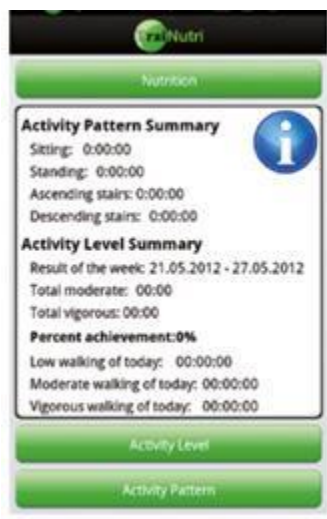 TraiNutri
Nutrition
Activity Pattern Summary
Sitting: 0:00:00
Standing: 0:00:00
Ascending stairs: 0:00:00
Descending stairs: 0:00:00
Activity Level Summary
Result of the week: 21.05.2012 - 27.05.2012
Total moderate: 00:00
Total vigorous: 00:00
Percent achievement:0%
Low walking of today: 00:00:00
Moderate walking of today: 00:00:00
Vigorous walking of today: 00:00:00
Activity Level
Activity Pattern